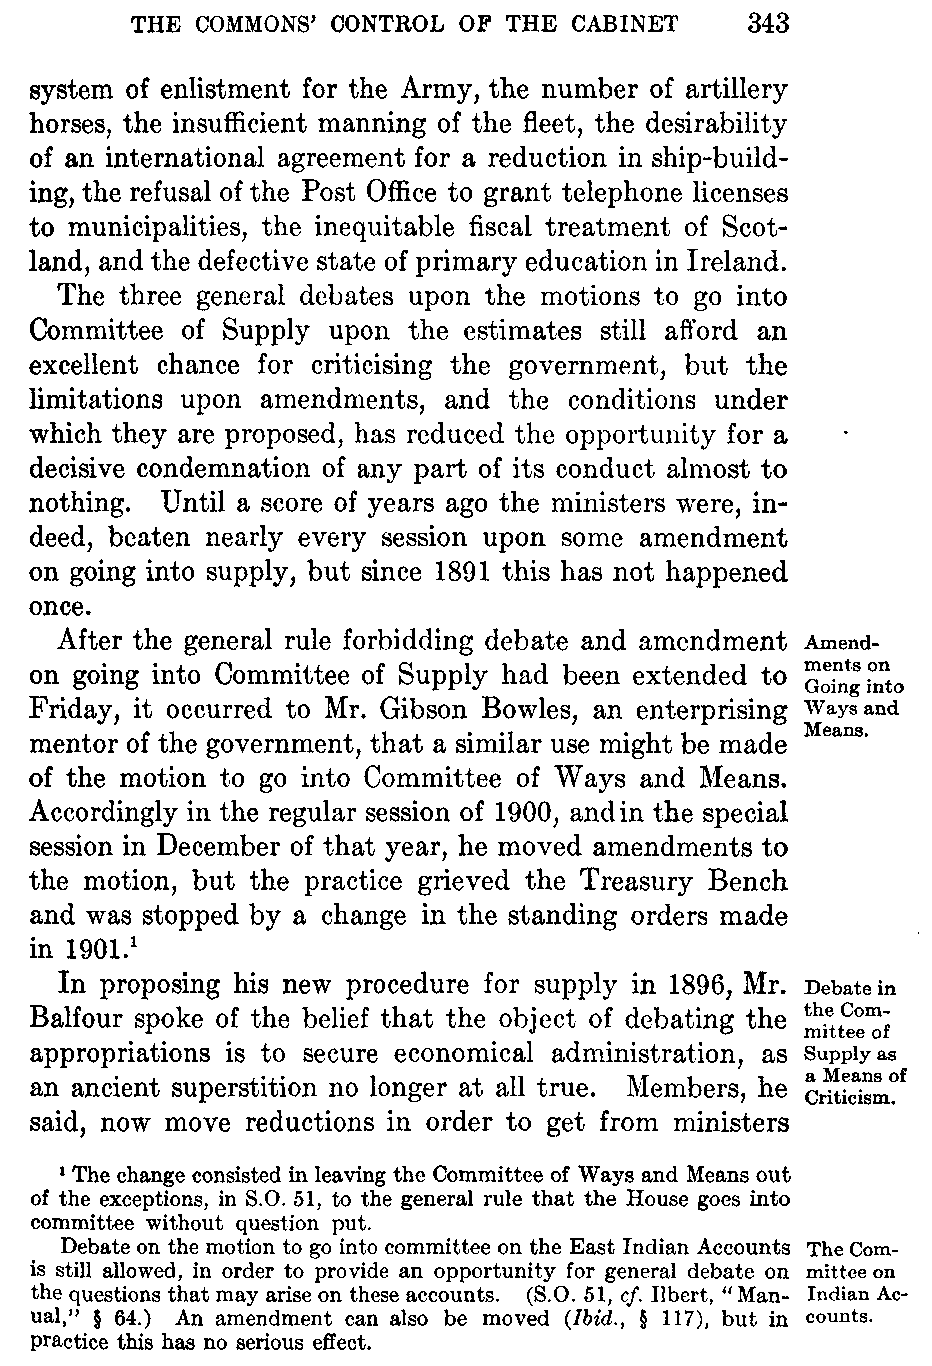 THE COMMONS' CONTROL OF THE CABINET 343
system of enlistment for the Army, the number of artillery
horses, the insufficient manning of the fleet, the desirability
of an international agreement for a reduction in ship-build-
ing, the refusal of the Post Office to grant telephone licenses
to municipalities, the inequitable fiscal treatment of Scot-
land, and the defective state of primary education in Ireland.
The three general debates upon the motions to go into
Committee of Supply upon the estimates still afford an
excellent chance for criticising the government, but the
limitations upon amendments, and the conditions under
which they are proposed, has reduced the opportunity for a
decisive condemnation of any part of its conduct almost to
nothing. Until a score of years ago the ministers were, in-
deed, beaten nearly every session upon some amendment
on going into supply, but since 1891 this has not happened
once.
After the general rule forbidding debate and amendment
on going into Committee of Supply had been extended to
Friday, it occurred to Mr. Gibson Bowles, an enterprising
mentor of the government, that a similar use might be made
of the motion to go into Committee of Ways and Means.
Accordingly in the regular session of 1900, and in the special
session in December of that year, he moved amendments to
the motion, but the practice grieved the Treasury Bench
and was stopped by a change in the standing orders made
in 1901.¹
Amend-
ments on
Going into
Ways and
Means.
In proposing his new procedure for supply in 1896, Mr.
Balfour spoke of the belief that the object of debating the
appropriations is to secure economical administration, as
an ancient superstition no longer at all true. Members, he
said, now move reductions in order to get from ministers
Debate in
the Com-
mittee of
Supply as
a Means of
Criticism.
¹ The change consisted in leaving the Committee of Ways and Means out
of the exceptions, in S.O. 51, to the general rule that the House goes into
committee without question put.
Debate on the motion to go into committee on the East Indian Accounts
is still allowed, in order to provide an opportunity for general debate on
the questions that may arise on these accounts. (S.O. 51, cf. Ilbert, "Man-
ual," § 64.) An amendment can also be moved (Ibid., § 117), but in
practice this has no serious effect.
The Com-
mittee on
Indian Ac-
counts.